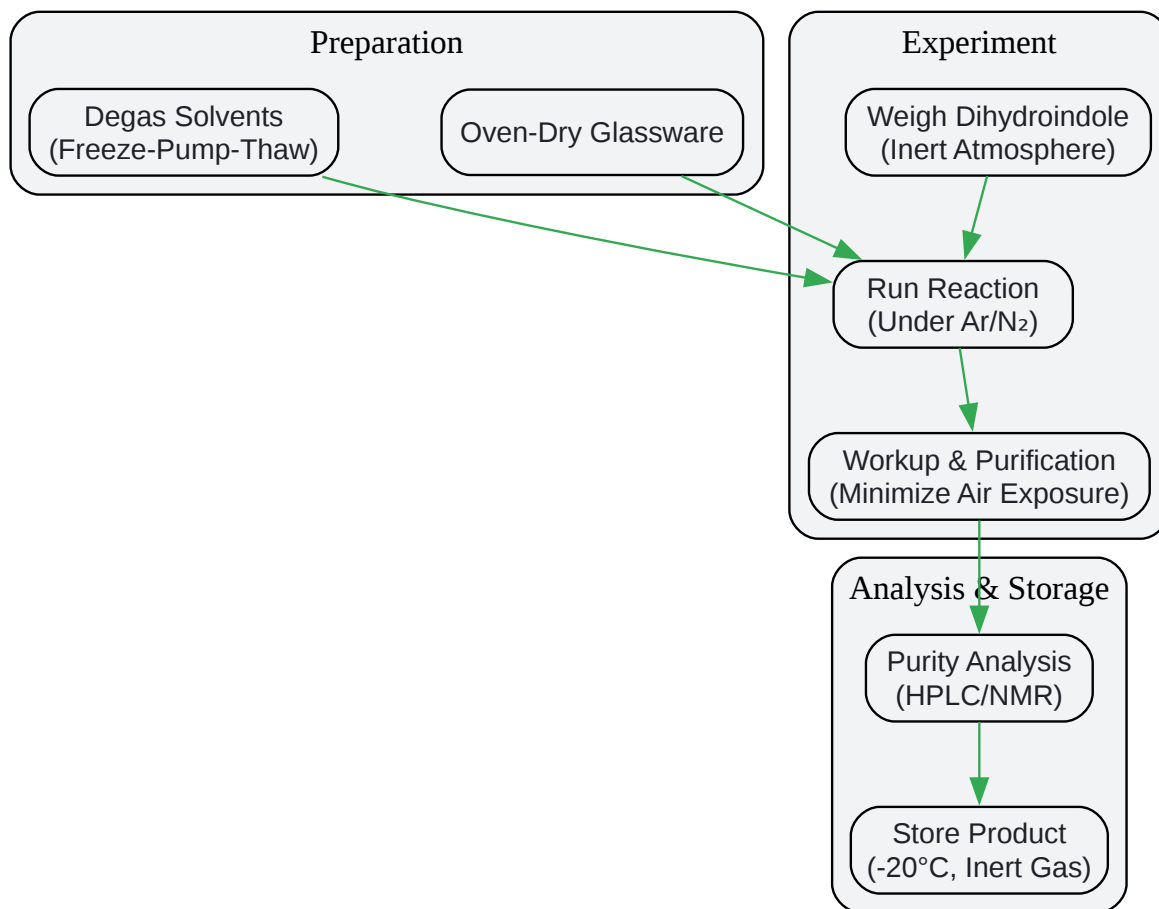 Preparation
Degas Solvents
(Freeze-Pump-Thaw)
Oven-Dry Glassware
Experiment
Weigh Dihydroindole
(Inert Atmosphere)
Run Reaction
(Under Ar/N₂)
Workup & Purification
(Minimize Air Exposure)
Analysis & Storage
Purity Analysis
(HPLC/NMR)
Store Product
(-20°C, Inert Gas)